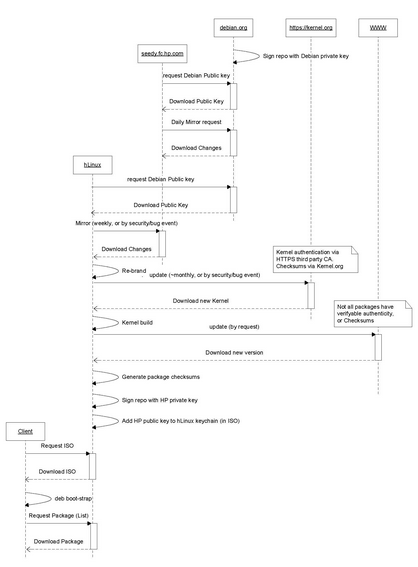 debian.org
https://kernel.org
WWW
seedy.fc.hp.com
Sign repo with Debian private key
request Debian Public key
Download Public Key
Daily Mirror request
Download Changes
hLinux
request Debian Public key
Download Public Key
Mirror (weekly, or by security/bug event)
Download Changes
Kernel authentication via
HTTPS third party CA.
Checksums via Kernel.org
Re-brand
update (~monthly, or by security/bug event)
Download new Kernel
Not all packages have
verifyable authenticity,
or Checksums
Kernel build
update (by request)
Download new version
Generate package checksums
Sign repo with HP private key
Add HP public key to hLinux keychain (in ISO)
Client
Request ISO
Download ISO
deb boot-strap
Request Package (List)
Download Package